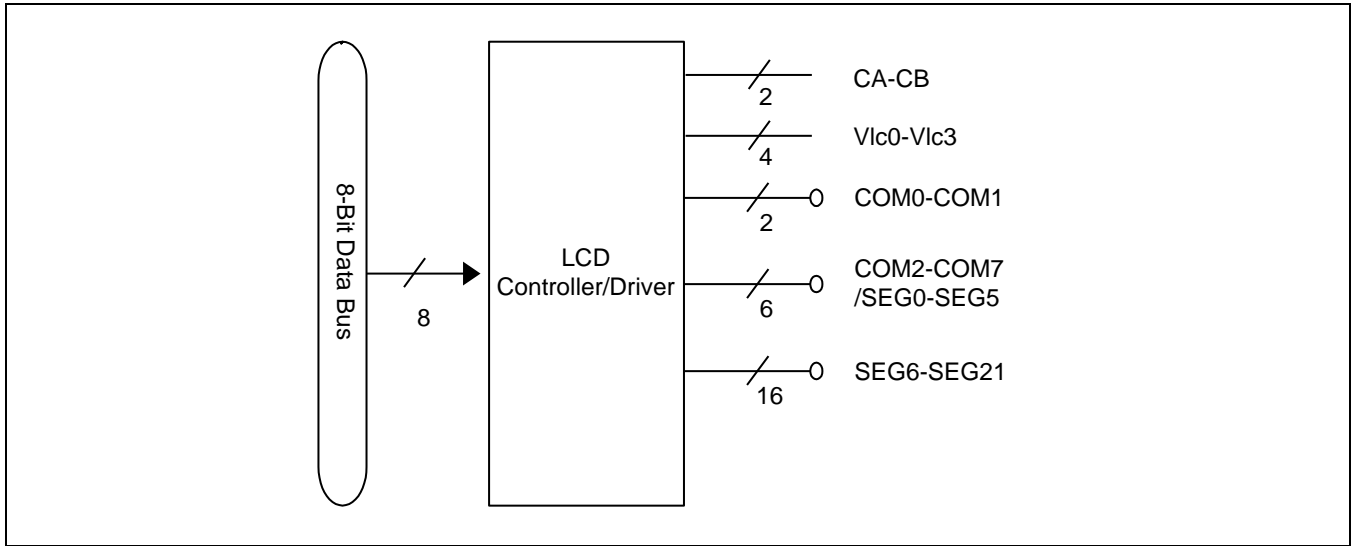 8-Bit Data Bus
8
LCD
Controller/Driver
CA-CB
2
Vlc0-Vlc3
4
COM0-COM1
2
COM2-COM7
/SEG0-SEG5
6
SEG6-SEG21
16